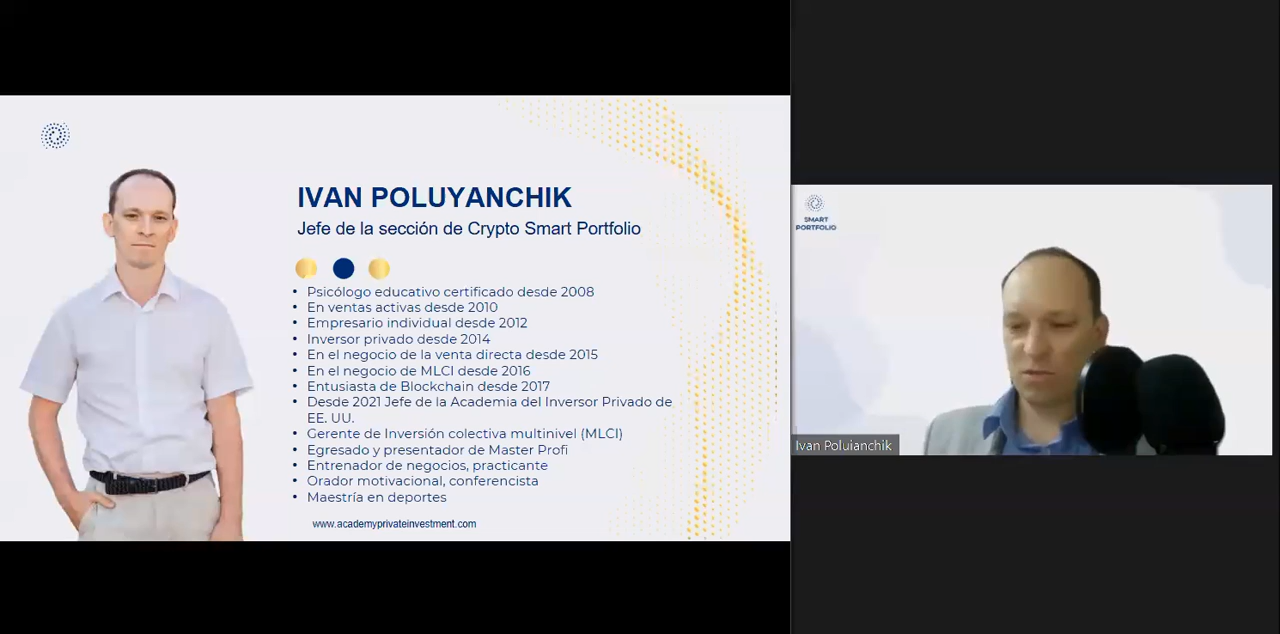 IVAN POLUYANCHIK
Jefe de la sección de Crypto Smart Portfolio
• Psicólogo educativo certificado desde 2008
• En ventas activas desde 2010
• Empresario individual desde 2012
• Inversor privado desde 2014
• En el negocio de la venta directa desde 2015
• En el negocio de MLCI desde 2016
• Entusiasta de Blockchain desde 2017
• Desde 2021 Jefe de la Academia del Inversor Privado de
EE. UU.
• Gerente de Inversión colectiva multinivel (MLCI)
• Egresado y presentador de Master Profi
• Entrenador de negocios, practicante
• Orador motivacional, conferencista
• Maestría en deportes
www.academyprivateinvestment.com
SMART
PORTFOLIO
Ivan Poluianchik